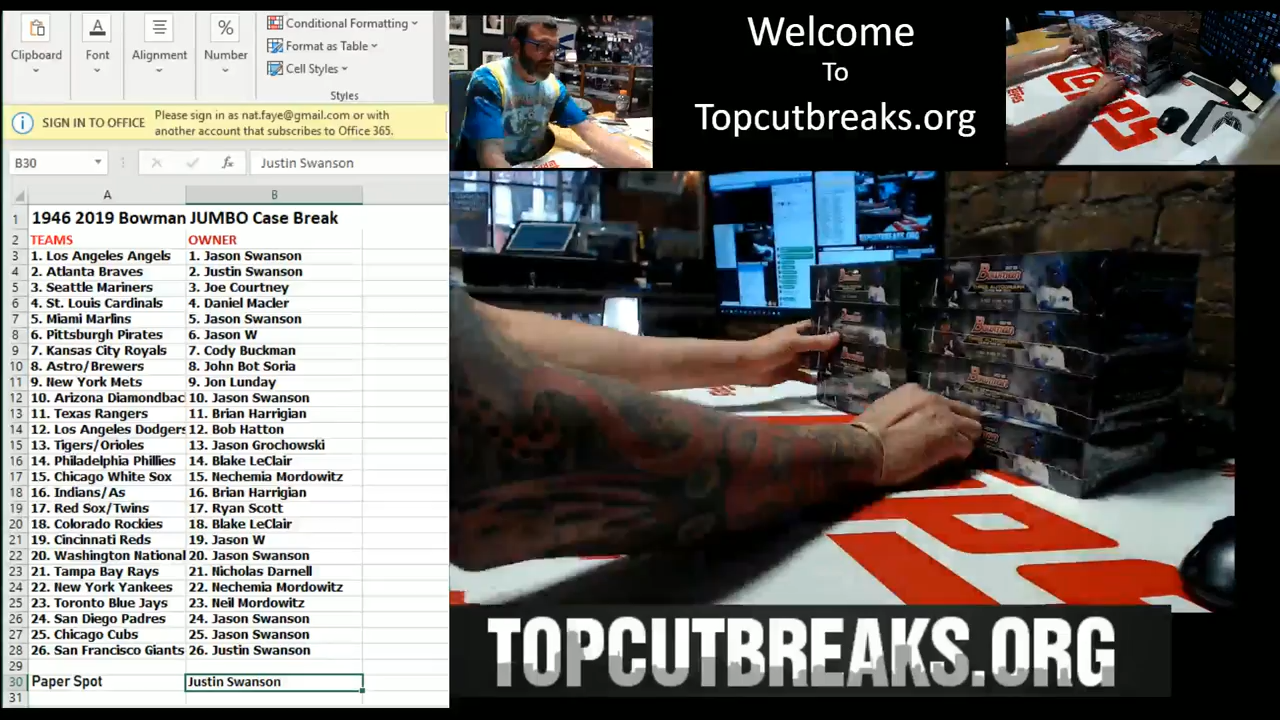 Conditional Formatting
Format as Table
Cell Styles
Clipboard
Font
Alignment
%
Number
Styles
SIGN IN TO OFFICE Please sign in as nat.faye@gmail.com or with
another account that subscribes to Office 365.
B30 fx Justin Swanson
A B
1 1946 2019 Bowman JUMBO Case Break
2 TEAMS OWNER
3 1. Los Angeles Angels 1. Jason Swanson
4 2. Atlanta Braves 2. Justin Swanson
5 3. Seattle Mariners 3. Joe Courtney
6 4. St. Louis Cardinals 4. Daniel Macler
7 5. Miami Marlins 5. Jason Swanson
8 6. Pittsburgh Pirates 6. Jason W
9 7. Kansas City Royals 7. Cody Buckman
10 8. Astro/Brewers 8. John Bot Soria
11 9. New York Mets 9. Jon Lunday
12 10. Arizona Diamondbac 10. Jason Swanson
13 11. Texas Rangers 11. Brian Harrigian
14 12. Los Angeles Dodgers 12. Bob Hatton
15 13. Tigers/Orioles 13. Jason Grochowski
16 14. Philadelphia Phillies 14. Blake LeClair
17 15. Chicago White Sox 15. Nechemia Mordowitz
18 16. Indians/As 16. Brian Harrigian
19 17. Red Sox/Twins 17. Ryan Scott
20 18. Colorado Rockies 18. Blake LeClair
21 19. Cincinnati Reds 19. Jason W
22 20. Washington National 20. Jason Swanson
23 21. Tampa Bay Rays 21. Nicholas Darnell
24 22. New York Yankees 22. Nechemia Mordowitz
25 23. Toronto Blue Jays 23. Neil Mordowitz
26 24. San Diego Padres 24. Jason Swanson
27 25. Chicago Cubs 25. Jason Swanson
28 26. San Francisco Giants 26. Justin Swanson
29
30 Paper Spot Justin Swanson
31
Welcome
To
Topcutbreaks.org
Bowman
Bowman
Bowman
TOPCUTBREAKS.ORG